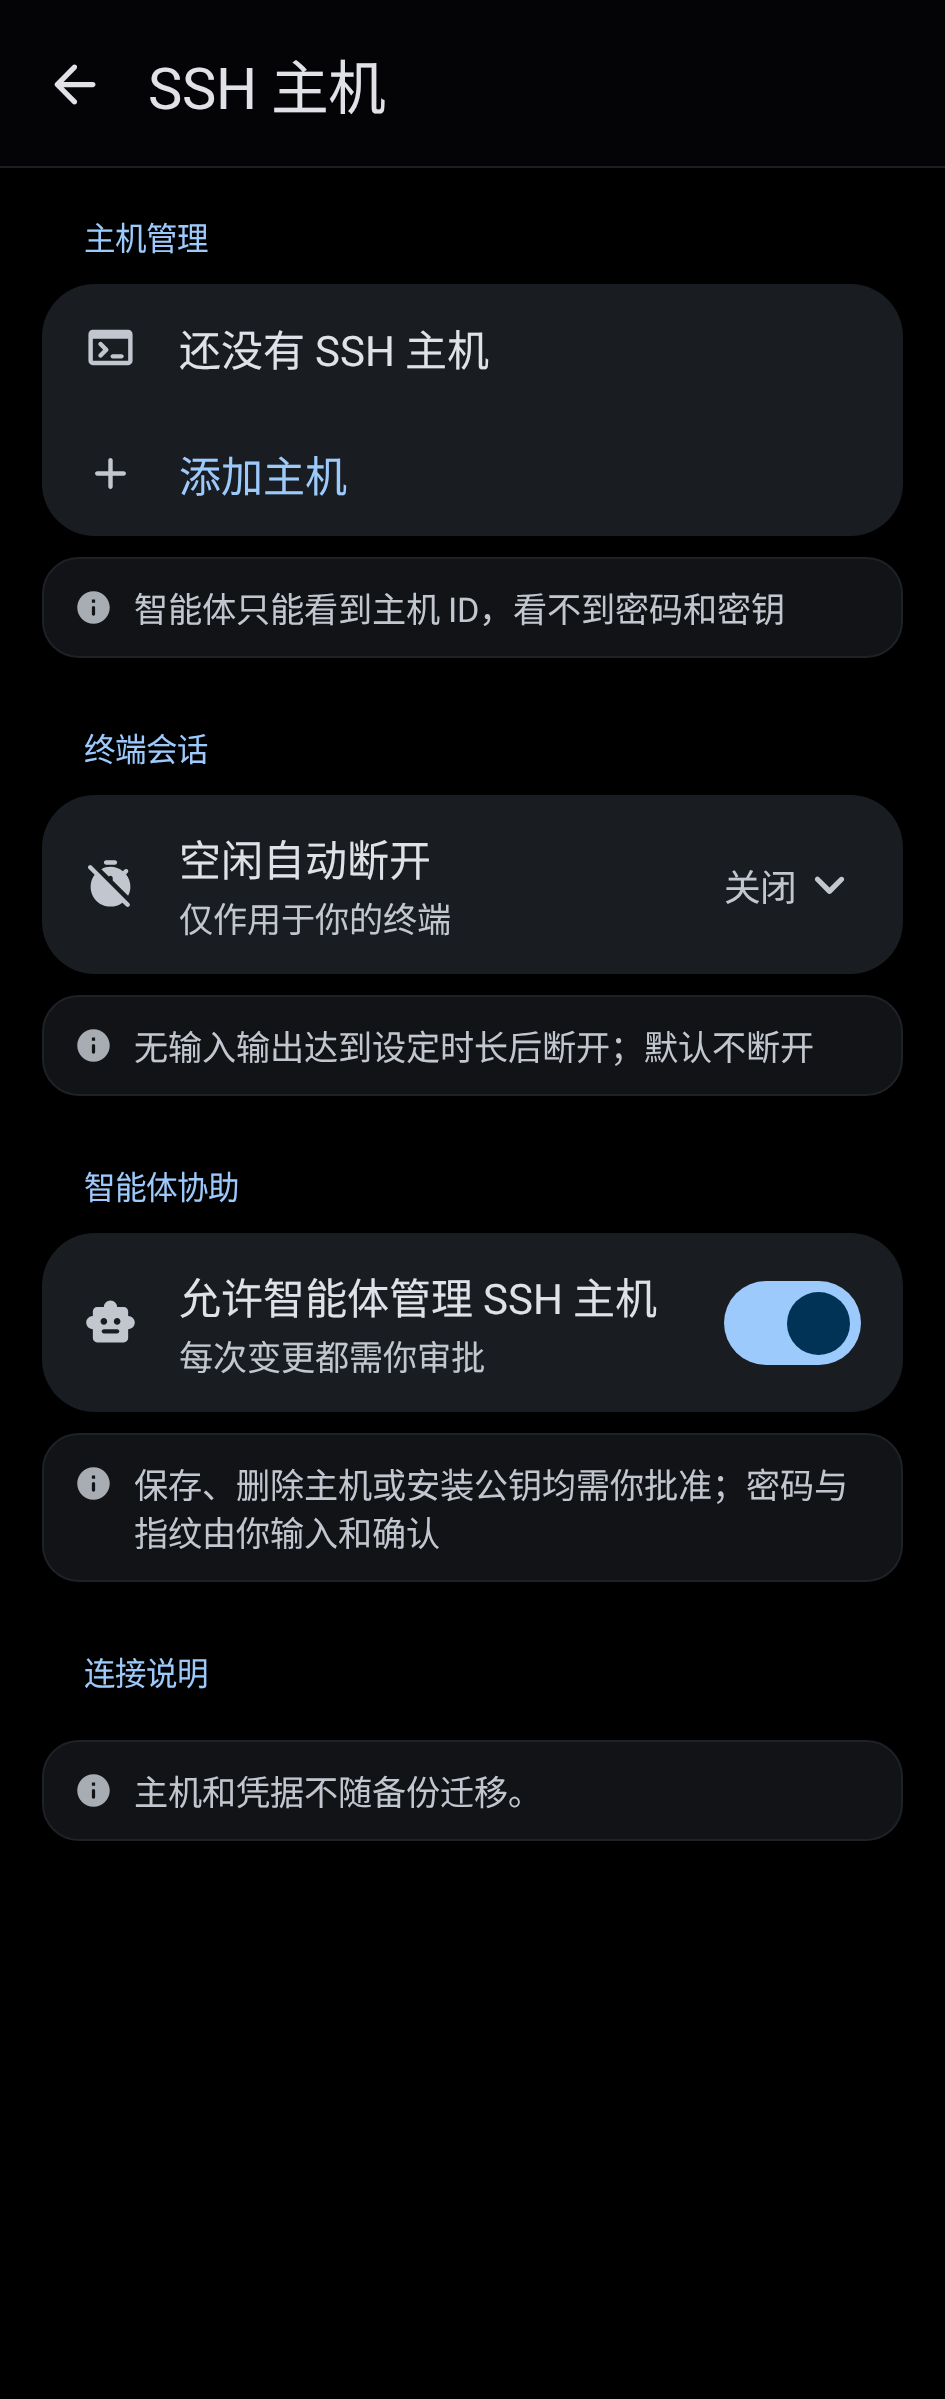 SSH 主机
主机管理
还没有 SSH 主机
添加主机
智能体只能看到主机 ID，看不到密码和密钥
终端会话
空闲自动断开
仅作用于你的终端
关闭
无输入输出达到设定时长后断开；默认不断开
智能体协助
允许智能体管理 SSH 主机
每次变更都需你审批
保存、删除主机或安装公钥均需你批准；密码与
指纹由你输入和确认
连接说明
主机和凭据不随备份迁移。